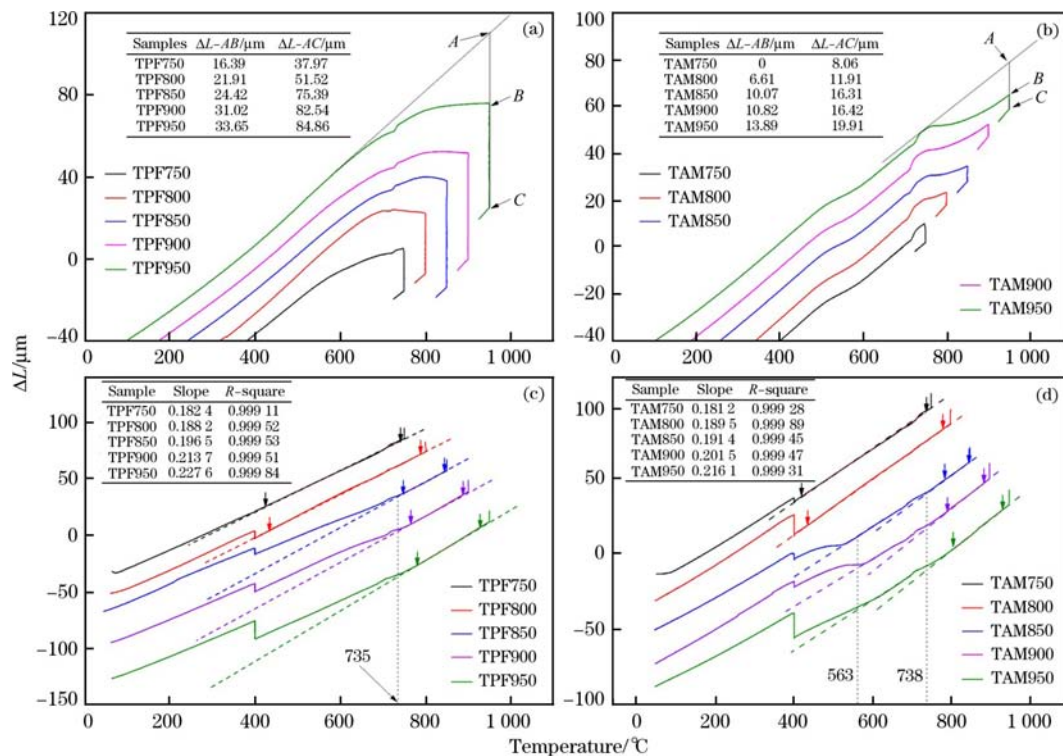 120
80
40
0
−40
0
200
400
600
800
1 000
(a)
Samples ΔL–AB/μm ΔL–AC/μm
TPF750 16.39 37.97
TPF800 21.91 51.52
TPF850 24.42 75.39
TPF900 31.02 82.54
TPF950 33.65 84.86
A
B
C
TPF750
TPF800
TPF850
TPF900
TPF950
100
80
60
40
20
0
−20
−40
0
200
400
600
800
1 000
(b)
Samples ΔL–AB/μm ΔL–AC/μm
TAM750 0 8.06
TAM800 6.61 11.91
TAM850 10.07 16.31
TAM900 10.82 16.42
TAM950 13.89 19.91
A
B
C
TAM750
TAM800
TAM850
TAM900
TAM950
ΔL/μm
100
50
0
−50
−100
−150
0
200
400
600
800
1 000
(c)
Sample Slope R–square
TPF750 0.182 4 0.999 11
TPF800 0.188 2 0.999 52
TPF850 0.196 5 0.999 53
TPF900 0.213 7 0.999 51
TPF950 0.227 6 0.999 84
735
TPF750
TPF800
TPF850
TPF900
TPF950
100
50
0
−50
−100
0
200
400
600
800
1 000
(d)
Sample Slope R–square
TAM750 0.181 2 0.999 28
TAM800 0.189 5 0.999 89
TAM850 0.191 4 0.999 45
TAM900 0.201 5 0.999 47
TAM950 0.216 1 0.999 31
563
738
TAM750
TAM800
TAM850
TAM900
TAM950
Temperature/℃